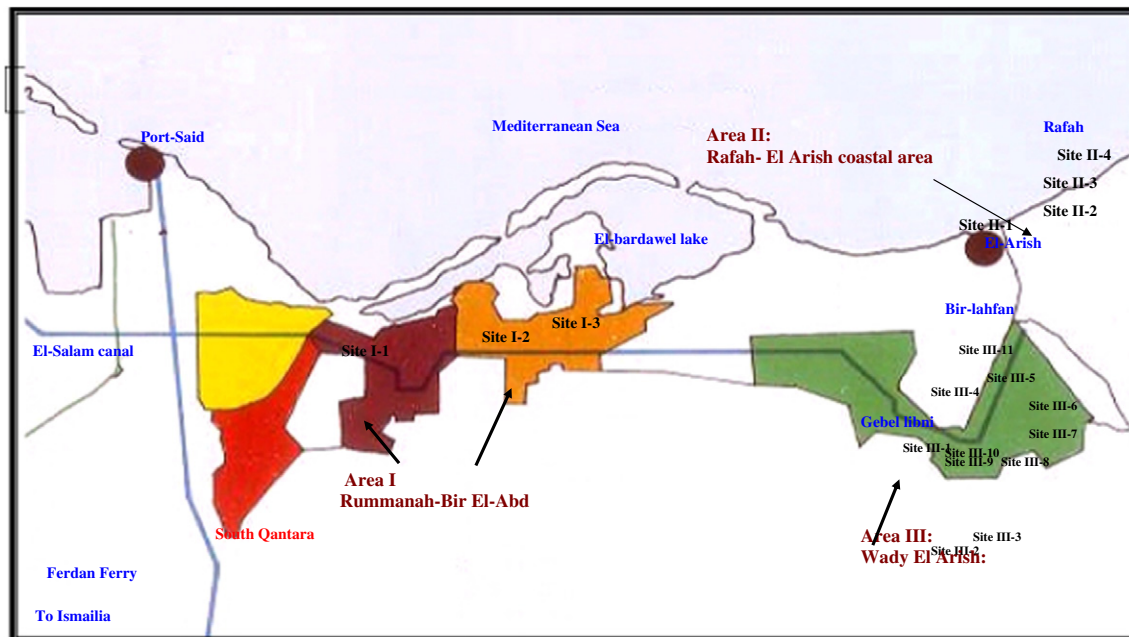 Mediterranean Sea
Port-Said
Area II:
Rafah- El Arish coastal area
Rafah
Site II-4
Site II-3
Site II-2
Site II-1
El-Arish
El-bardawel lake
Bir-lahfan
El-Salam canal
Site I-1
Site I-2
Site I-3
Site III-11
Site III-5
Site III-4
Site III-6
Gebel libni
Site III-7
Site III-1
Site III-10
Site III-9
Site III-8
Area I
Rummanah-Bir El-Abd
South Qantara
Area III:
Wady El Arish:
Site III-3
Site III-2
Ferdan Ferry
To Ismailia